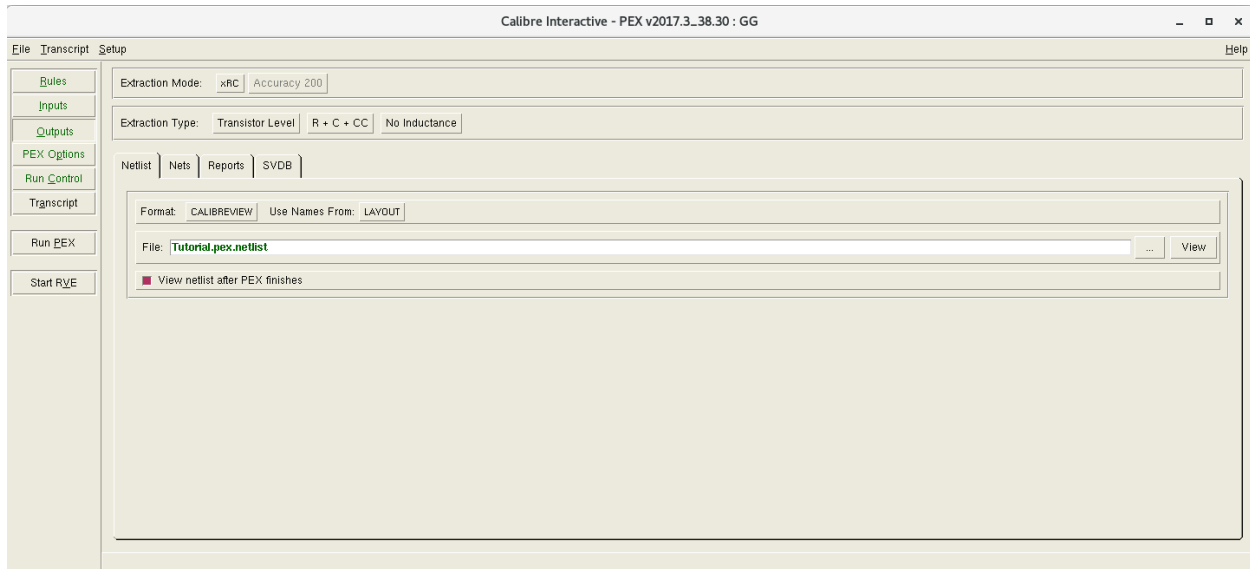 Calibre Interactive - PEX v2017.3_38.30 : GG
File Transcript Setup Help
Rules
Inputs
Outputs
PEX Options
Run Control
Transcript
Run PEX
Start RVE
Extraction Mode: xRC Accuracy 200
Extraction Type: Transistor Level R + C + CC No Inductance
Netlist Nets Reports SVDB
Format: CALIBREVIEW Use Names From: LAYOUT
File: Tutorial.pex.netlist ... View
View netlist after PEX finishes